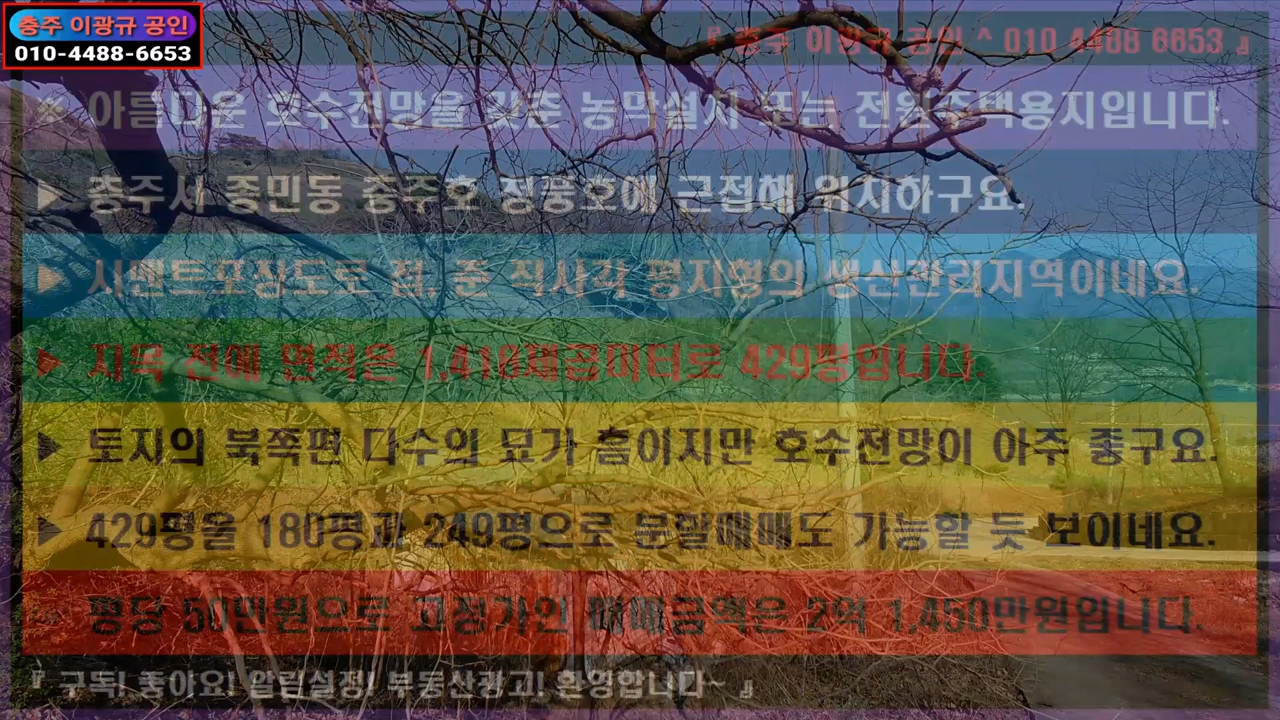 충주 이광규 공인
010-4488-6653
『 충주 이광규 공인 ^ 010 4488 6653 』
※ 아름다운 호수전망을 갖춘 농막설치 또는 전원주택용지입니다.
▶ 충주시 종민동 충주호 청풍호에 근접해 위치하구요.
▶ 시멘트포장도로 접, 준 직사각 평지형의 생산관리지역이네요.
▶ 지목 전에 면적은 1,418제곱미터로 429평입니다.
▶ 토지의 북쪽편 다수의 묘가 흠이지만 호수전망이 아주 좋구요.
▶ 429평을 180평과 249평으로 분할매매도 가능할 듯 보이네요.
평당 50만원으로 고정가인 매매금액은 2억 1,450만원입니다.
『 구독! 좋아요! 알림설정! 부동산광고! 환영합니다~ 』